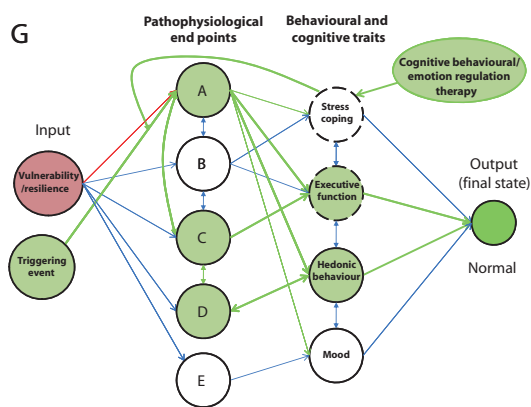 G
Pathophysiological
end points
Behavioural and
cognitive traits
Cognitive behavioural/
emotion regulation
therapy
Input
Vulnerability
/resilience
Triggering
event
A
B
C
D
E
Stress
coping
Executive
function
Hedonic
behaviour
Mood
Output
(final state)
Normal